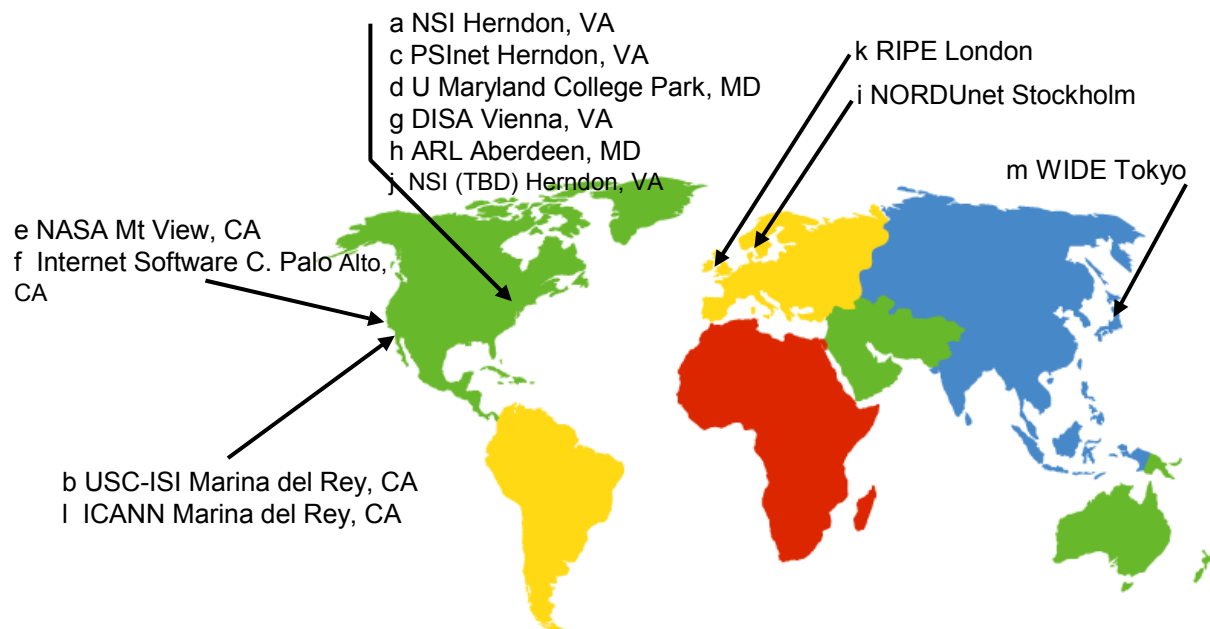 a NSI Herndon, VA
c PSInet Herndon, VA
d U Maryland College Park, MD
g DISA Vienna, VA
h ARL Aberdeen, MD
j NSI (TBD) Herndon, VA
k RIPE London
i NORDUnet Stockholm
m WIDE Tokyo
e NASA Mt View, CA
f Internet Software C. Palo Alto,
CA
b USC-ISI Marina del Rey, CA
l ICANN Marina del Rey, CA